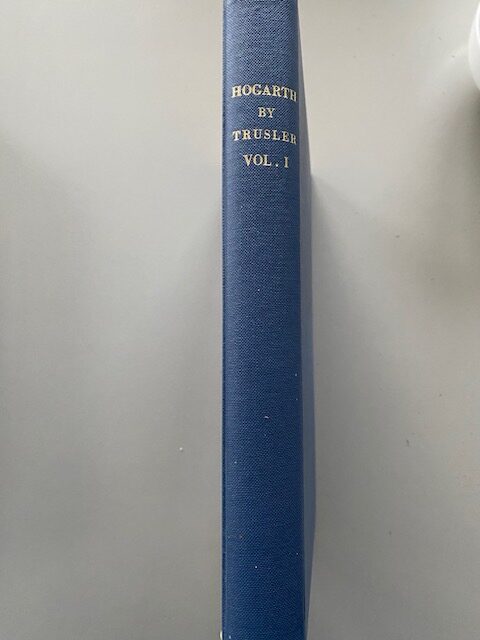 HOGARTH
BY
TRUSLER
VOL. I